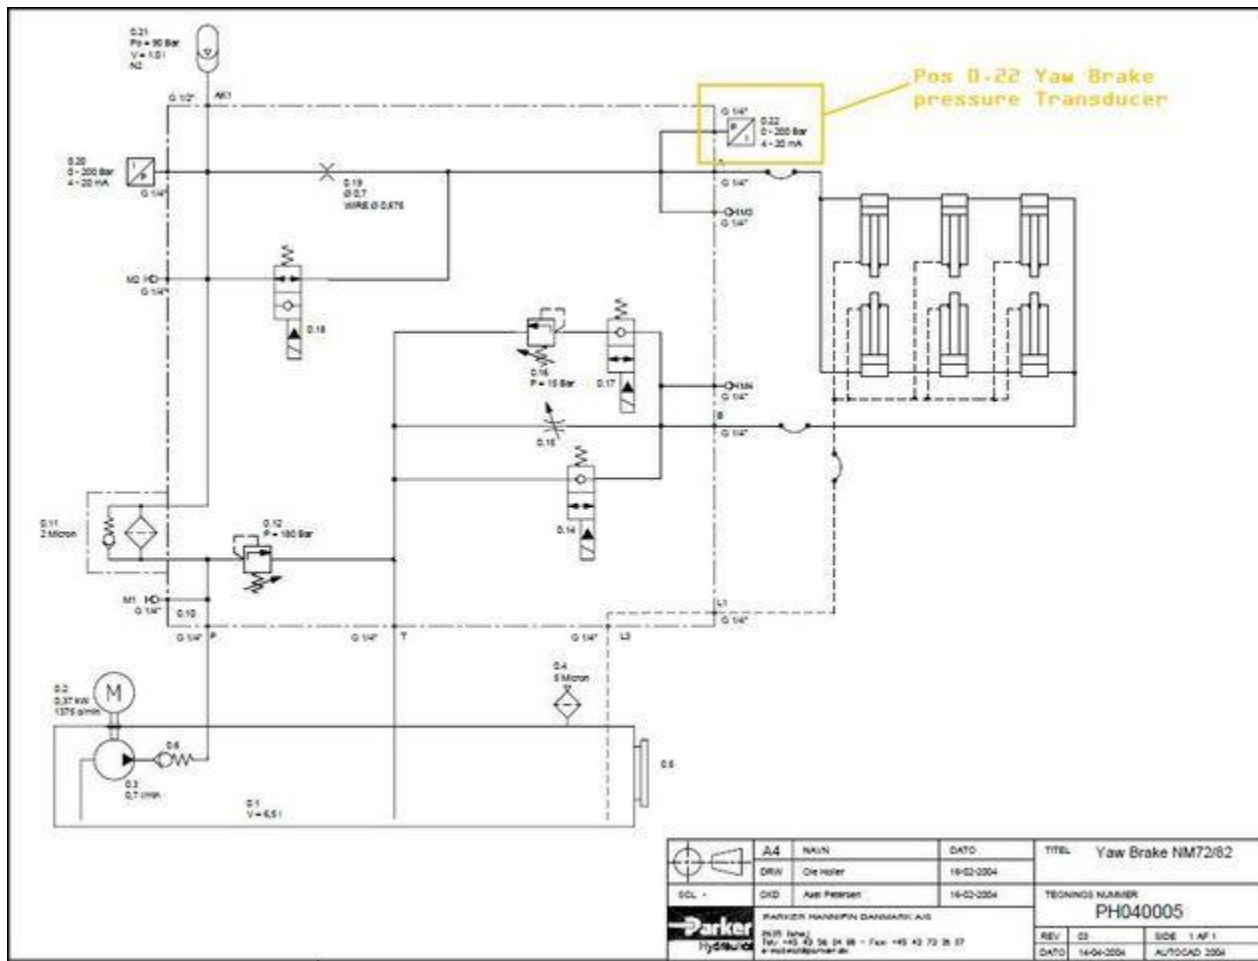 0.21
Po = 90 Bar
V = 1,0 l
N2
G 1/2" AK1
Pos 0.22 Yaw Brake
pressure Transducer
G 1/4"
0.22
0 - 200 Bar
4 - 20 mA
0.20
0 - 200 Bar
4 - 20 mA
G 1/4"
0.19
Ø 0,7
WIRE Ø 0,675
G 1/4"
M3
G 1/4"
M2
G 1/4"
0.18
0.16
P = 15 Bar
0.17
G 1/4"
B
G 1/4"
0.15
0.14
0.11
2 Micron
0.12
P = 180 Bar
M1
G 1/4"
0.10
L1
G 1/4"
G 1/4" P
G 1/4" T
G 1/4" L3
0.4
5 Micron
0.2
0,37 kW
1375 o/min
M
0.3
0,7 l/min
0.1
V = 6,5 l
A4 NAVN DATO TITEL Yaw Brake NM72/82
DRW Ole Holler 16-02-2004
SCL - CKD Axel Petersen 16-02-2004 TEGNINGS NUMMER
PH040005
Parker
Hydraulics
PARKER HANNIFIN DANMARK A/S
REV 03 SIDE 1 AF 1
DATO 14-04-2004 AUTOCAD 2004